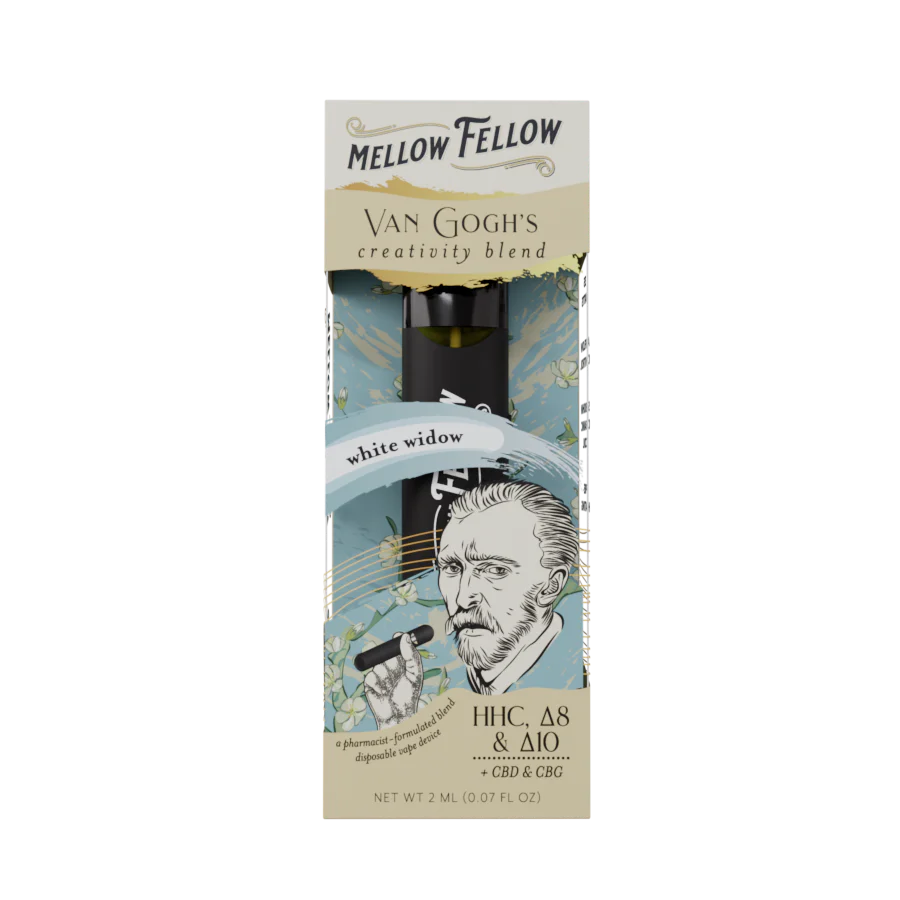 MELLOW FELLOW
VAN GOGH'S
creativity blend
white widow
a pharmacist-formulated blend
disposable vape device
HHC, Δ8
& Δ10
+ CBD & CBG
NET WT 2 ML (0.07 FL OZ)